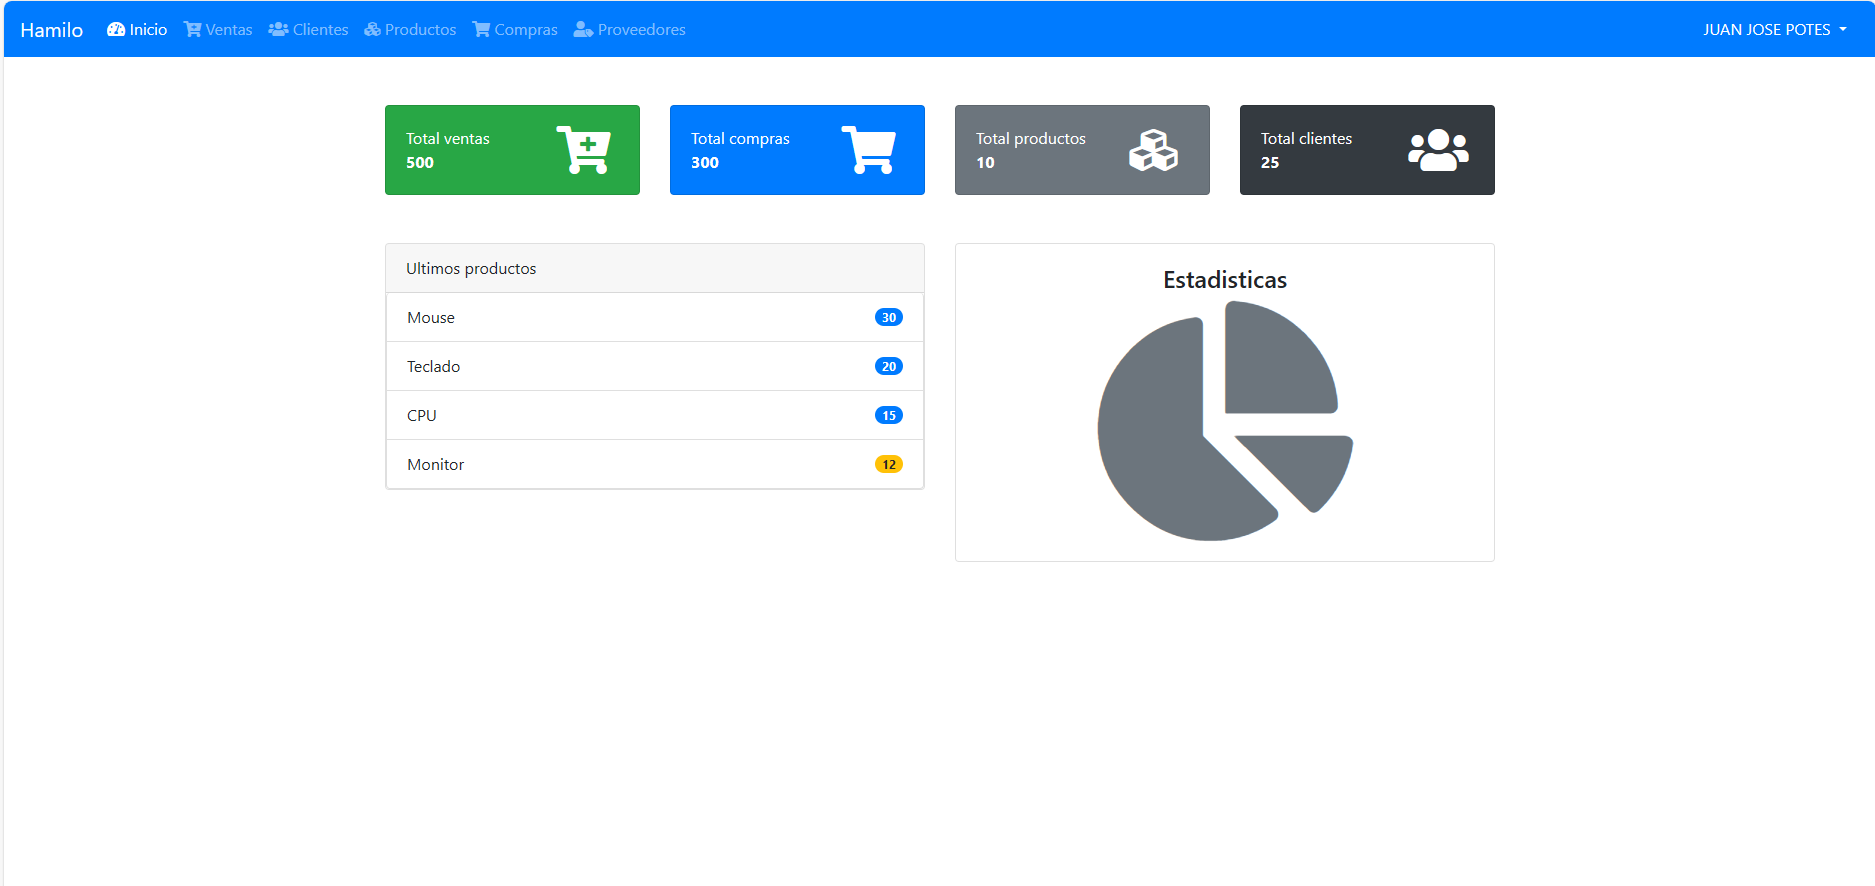 Hamilo Inicio Ventas Clientes Productos Compras Proveedores JUAN JOSE POTES
Total ventas
500
Total compras
300
Total productos
10
Total clientes
25
Ultimos productos
Mouse 30
Teclado 20
CPU 15
Monitor 12
Estadisticas